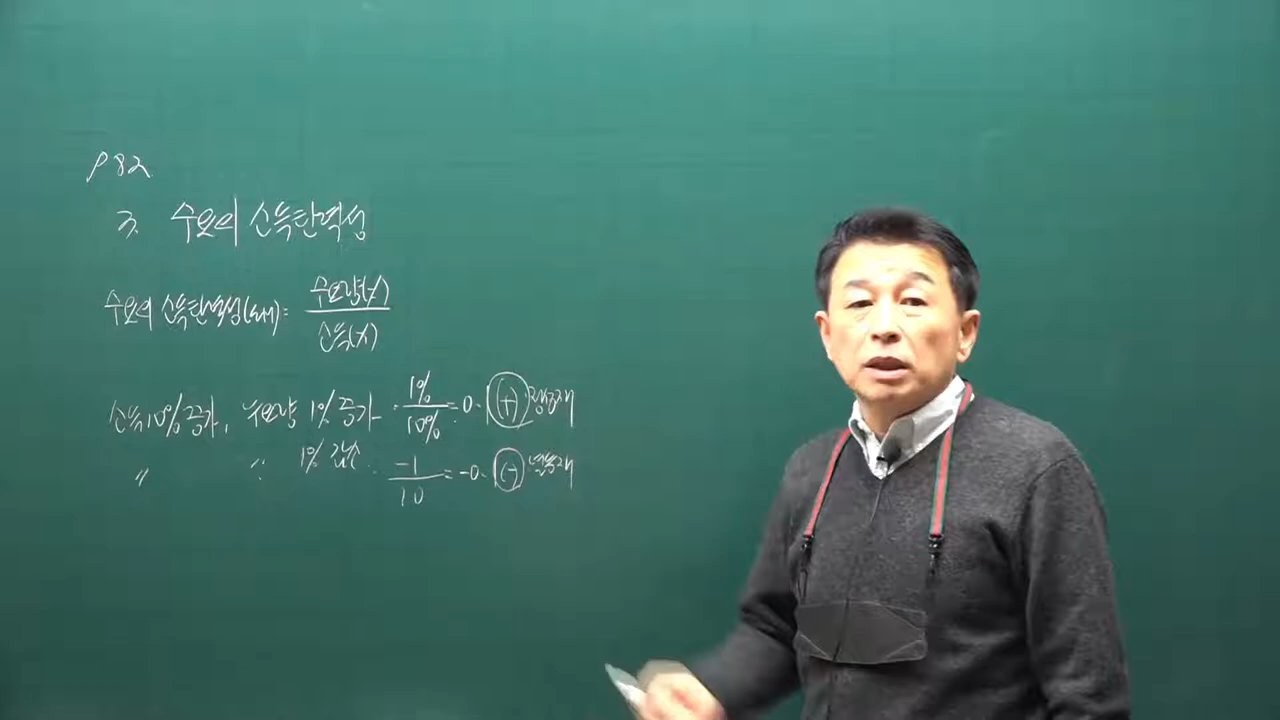 P82
3. 수요의 소득탄력성
수요의 소득탄력성 = 수요량(%) / 소득(%)
소득10%증가, 수요량 1%증가 1% / 10% = 0. (+) 정상재
〃 〃 1% 감소 -1 / 10 = -0. (-) 열등재